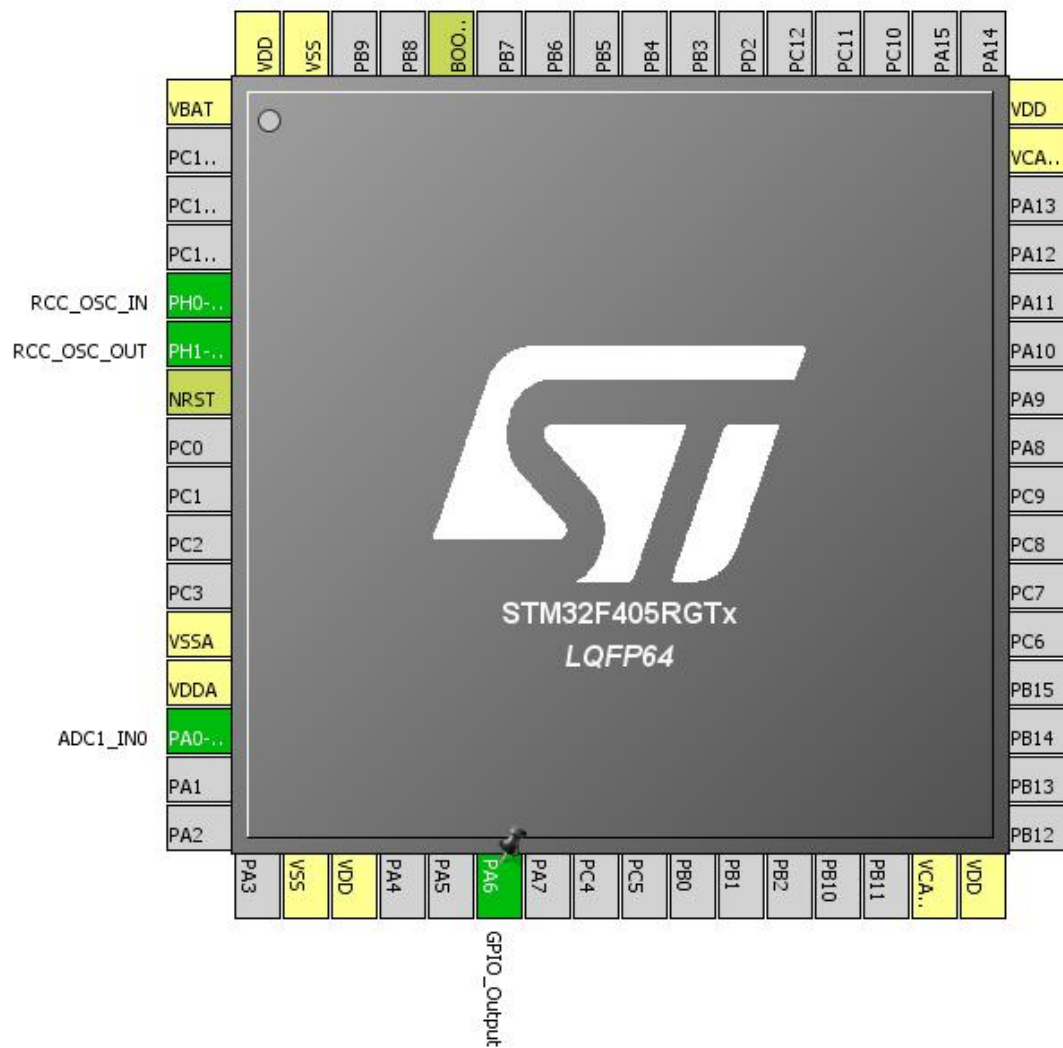 VDD
VSS
PB9
PB8
BOO..
PB7
PB6
PB5
PB4
PB3
PD2
PC12
PC11
PC10
PA15
PA14
VBAT
PC1..
PC1..
PC1..
RCC_OSC_IN PH0-..
RCC_OSC_OUT PH1-..
NRST
PC0
PC1
PC2
PC3
VSSA
VDDA
ADC1_IN0 PA0-..
PA1
PA2
VDD
VCA..
PA13
PA12
PA11
PA10
PA9
PA8
PC9
PC8
PC7
PC6
PB15
PB14
PB13
PB12
ST
STM32F405RGTx
LQFP64
PA3
VSS
VDD
PA4
PA5
PA6
PA7
PC4
PC5
PB0
PB1
PB2
PB10
PB11
VCA..
VDD
GPIO_Output